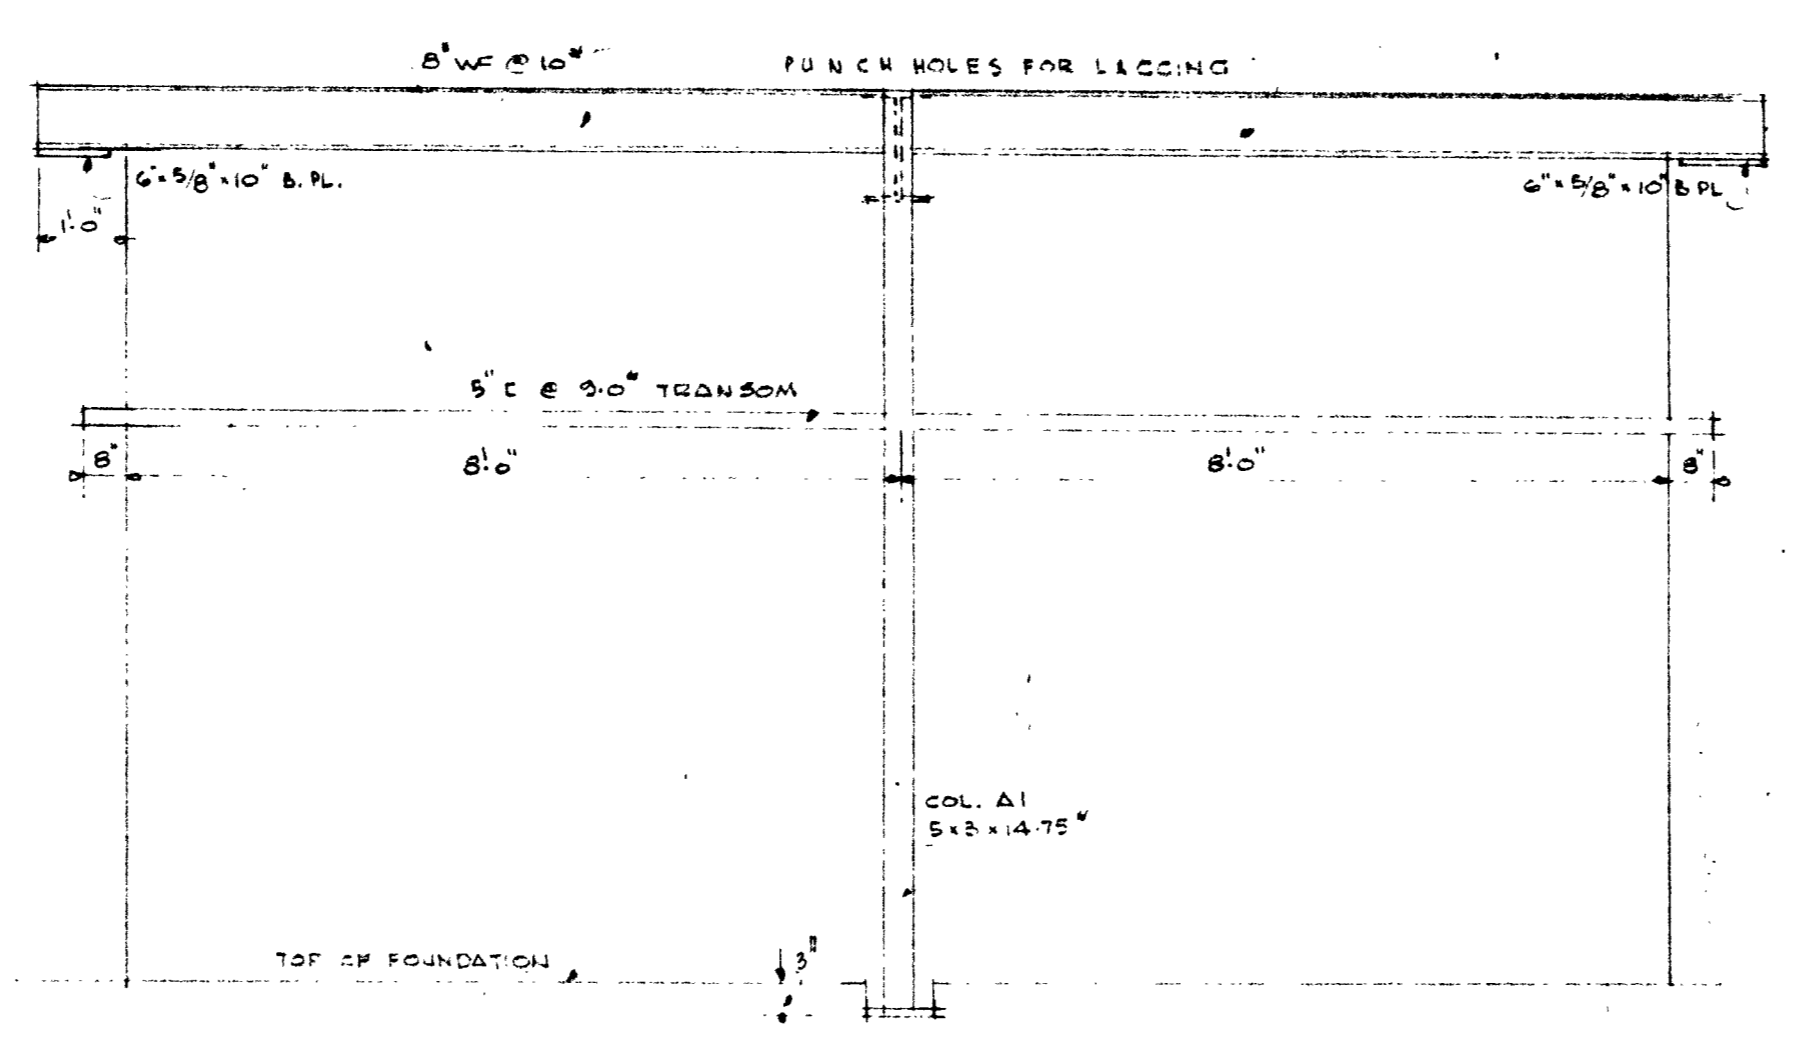 8" WF @ 10#
PUNCH HOLES FOR LAGGING
6" × 5/8" × 10" B. PL.
6" × 5/8" × 10" B PL
1'-0"
5" [ @ 9.0# TRANSOM
8"
8'-0"
8'-0"
8"
COL. A1
5 × 3 × 14.75#
TOP OF FOUNDATION
3"